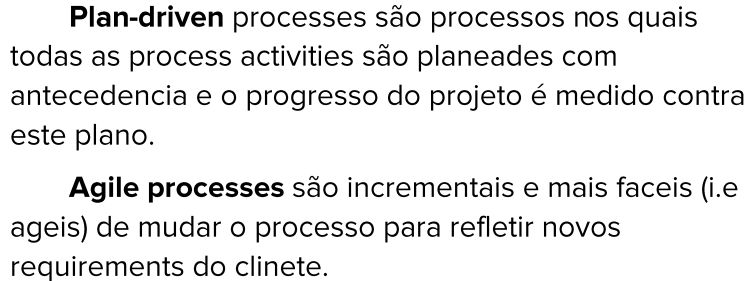 Plan-driven processes são processos nos quais
todas as process activities são planeades com
antecedencia e o progresso do projeto é medido contra
este plano.
Agile processes são incrementais e mais faceis (i.e
ageis) de mudar o processo para refletir novos
requirements do clinete.